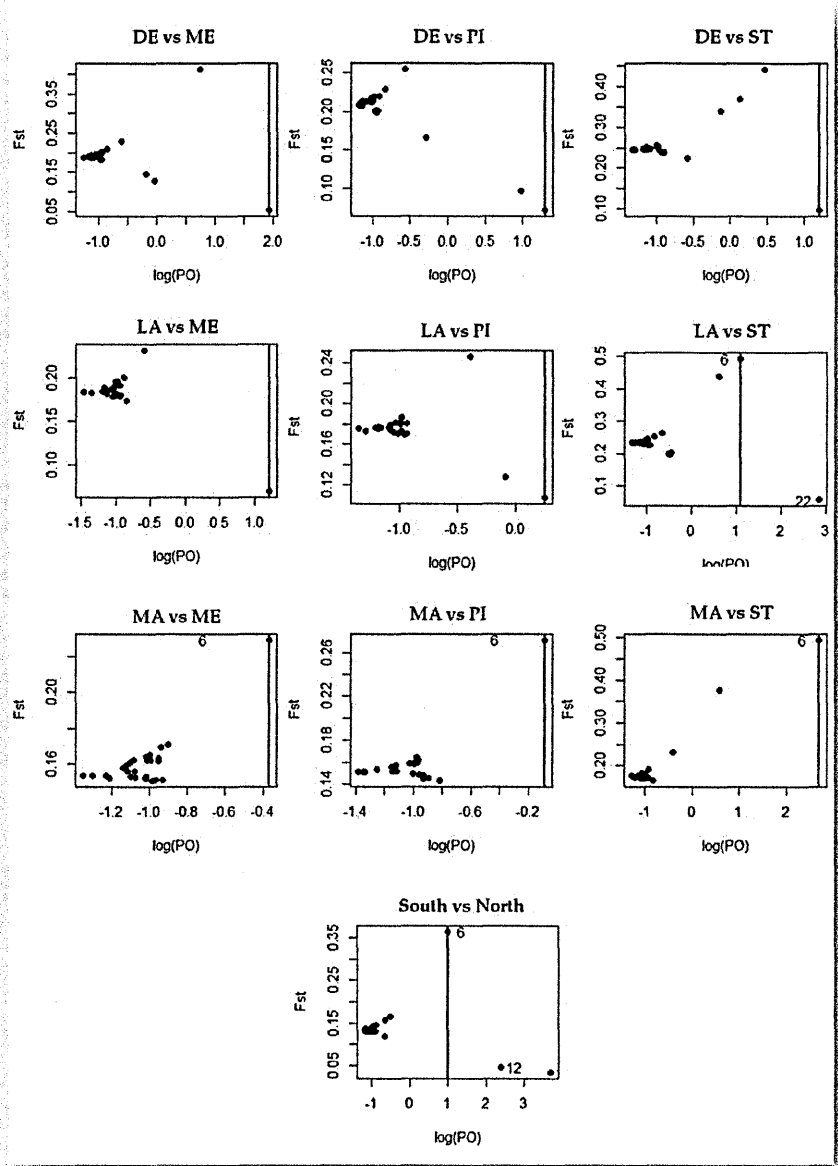 DE vs ME
DE vs PI
DE vs ST
Fst
0.05 0.15 0.25 0.35
-1.0 0.0 1.0 2.0
log(PO)
Fst
0.10 0.15 0.20 0.25
-1.0 -0.5 0.0 0.5 1.0
log(PO)
Fst
0.10 0.20 0.30 0.40
-1.0 -0.5 0.0 0.5 1.0
log(PO)
LA vs ME
LA vs PI
LA vs ST
Fst
0.10 0.15 0.20
-1.5 -1.0 -0.5 0.0 0.5 1.0
log(PO)
Fst
0.12 0.16 0.20 0.24
-1.0 0.0
log(PO)
Fst
0.1 0.2 0.3 0.4 0.5
6
22
-1 0 1 2 3
log(PO)
MA vs ME
MA vs PI
MA vs ST
Fst
0.16 0.20
6
-1.2 -1.0 -0.8 -0.6 -0.4
log(PO)
Fst
0.14 0.18 0.22 0.26
6
-1.4 -1.0 -0.6 -0.2
log(PO)
Fst
0.20 0.30 0.40 0.50
6
-1 0 1 2
log(PO)
South vs North
Fst
0.05 0.15 0.25 0.35
6
12
-1 0 1 2 3
log(PO)